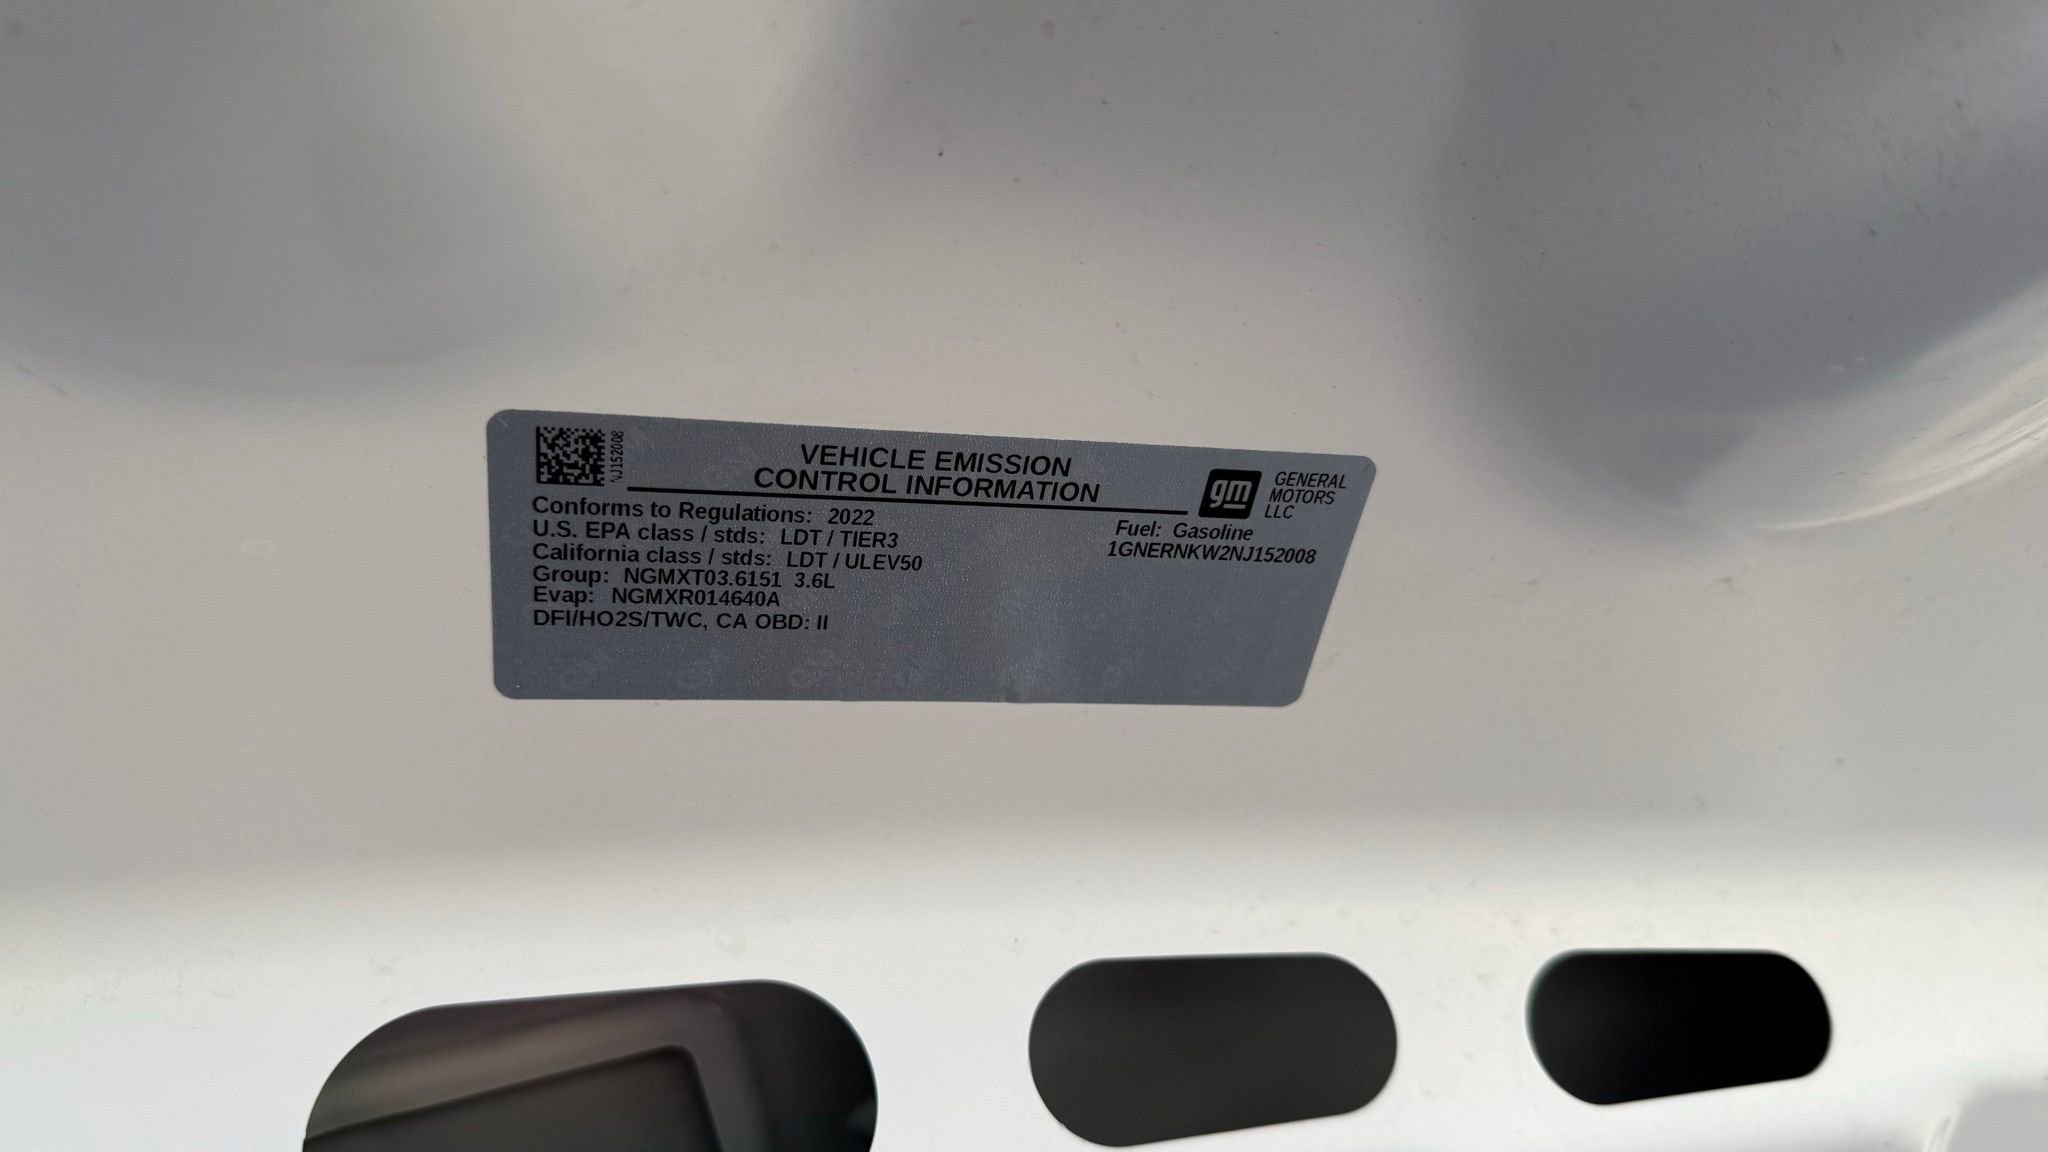 NJ152008
VEHICLE EMISSION
CONTROL INFORMATION
gm
GENERAL
MOTORS
LLC
Conforms to Regulations: 2022
U.S. EPA class / stds: LDT / TIER3
California class / stds: LDT / ULEV50
Group: NGMXT03.6151 3.6L
Evap: NGMXR014640A
DFI/HO2S/TWC, CA OBD: II
Fuel: Gasoline
1GNERNKW2NJ152008